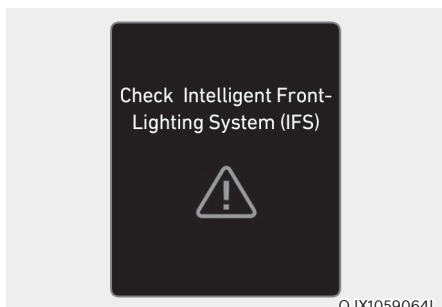 Check Intelligent Front-
Lighting System (IFS)
OJX1059064L